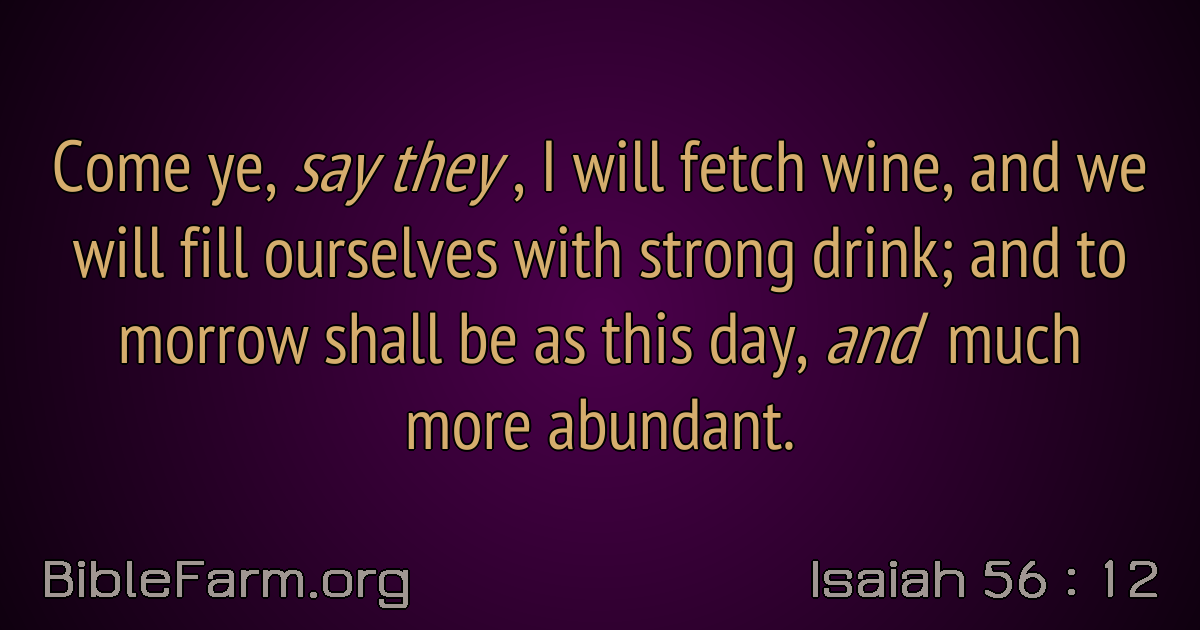 Come ye, say they , I will fetch wine, and we
will fill ourselves with strong drink; and to
morrow shall be as this day, and much
more abundant.
BibleFarm.org
Isaiah 56 : 12